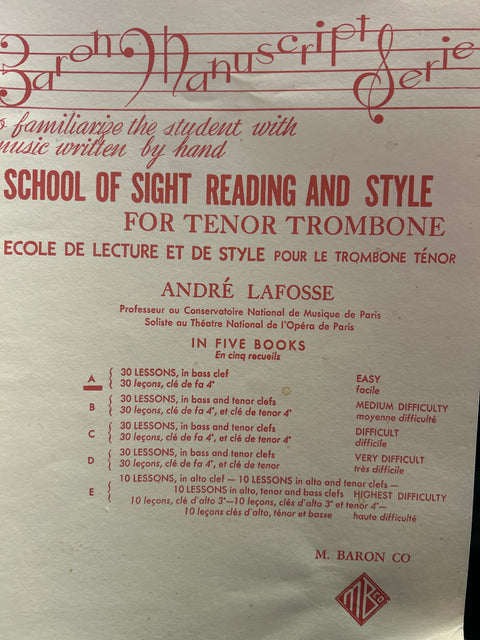 Baron Manuscript Serie
o familiarize the student with
music written by hand
SCHOOL OF SIGHT READING AND STYLE
FOR TENOR TROMBONE
ECOLE DE LECTURE ET DE STYLE POUR LE TROMBONE TÉNOR
ANDRÉ LAFOSSE
Professeur au Conservatoire National de Musique de Paris
Soliste au Théatre National de l'Opéra de Paris
IN FIVE BOOKS
En cinq recueils
A { 30 LESSONS, in bass clef EASY
30 leçons, clé de fa 4e facile
B { 30 LESSONS, in bass and tenor clefs MEDIUM DIFFICULTY
30 leçons, clé de fa 4e, et clé de tenor 4e moyenne difficulté
C { 30 LESSONS, in bass and tenor clefs DIFFICULT
30 leçons, clé de fa 4e, et clé de tenor 4e difficile
D { 30 LESSONS, in bass and tenor clefs VERY DIFFICULT
30 leçons, clé de fa 4e, et clé de tenor très difficile
E { 10 LESSONS, in alto clef — 10 LESSONS in alto and tenor clefs —
10 LESSONS in alto, tenor and bass clefs HIGHEST DIFFICULTY
10 leçons, clé d'alto 3e—10 leçons, clés d'alto 3e et tenor 4e—
10 leçons clés d'alto, ténor et basse haute difficulté
M. BARON CO
MB CO